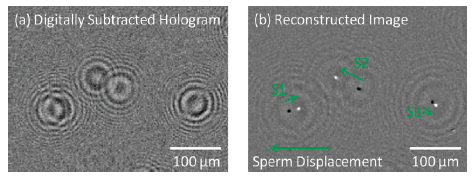 (a) Digitally Subtracted Hologram
100 µm
(b) Reconstructed Image
S2
S1
S3
Sperm Displacement
100 µm